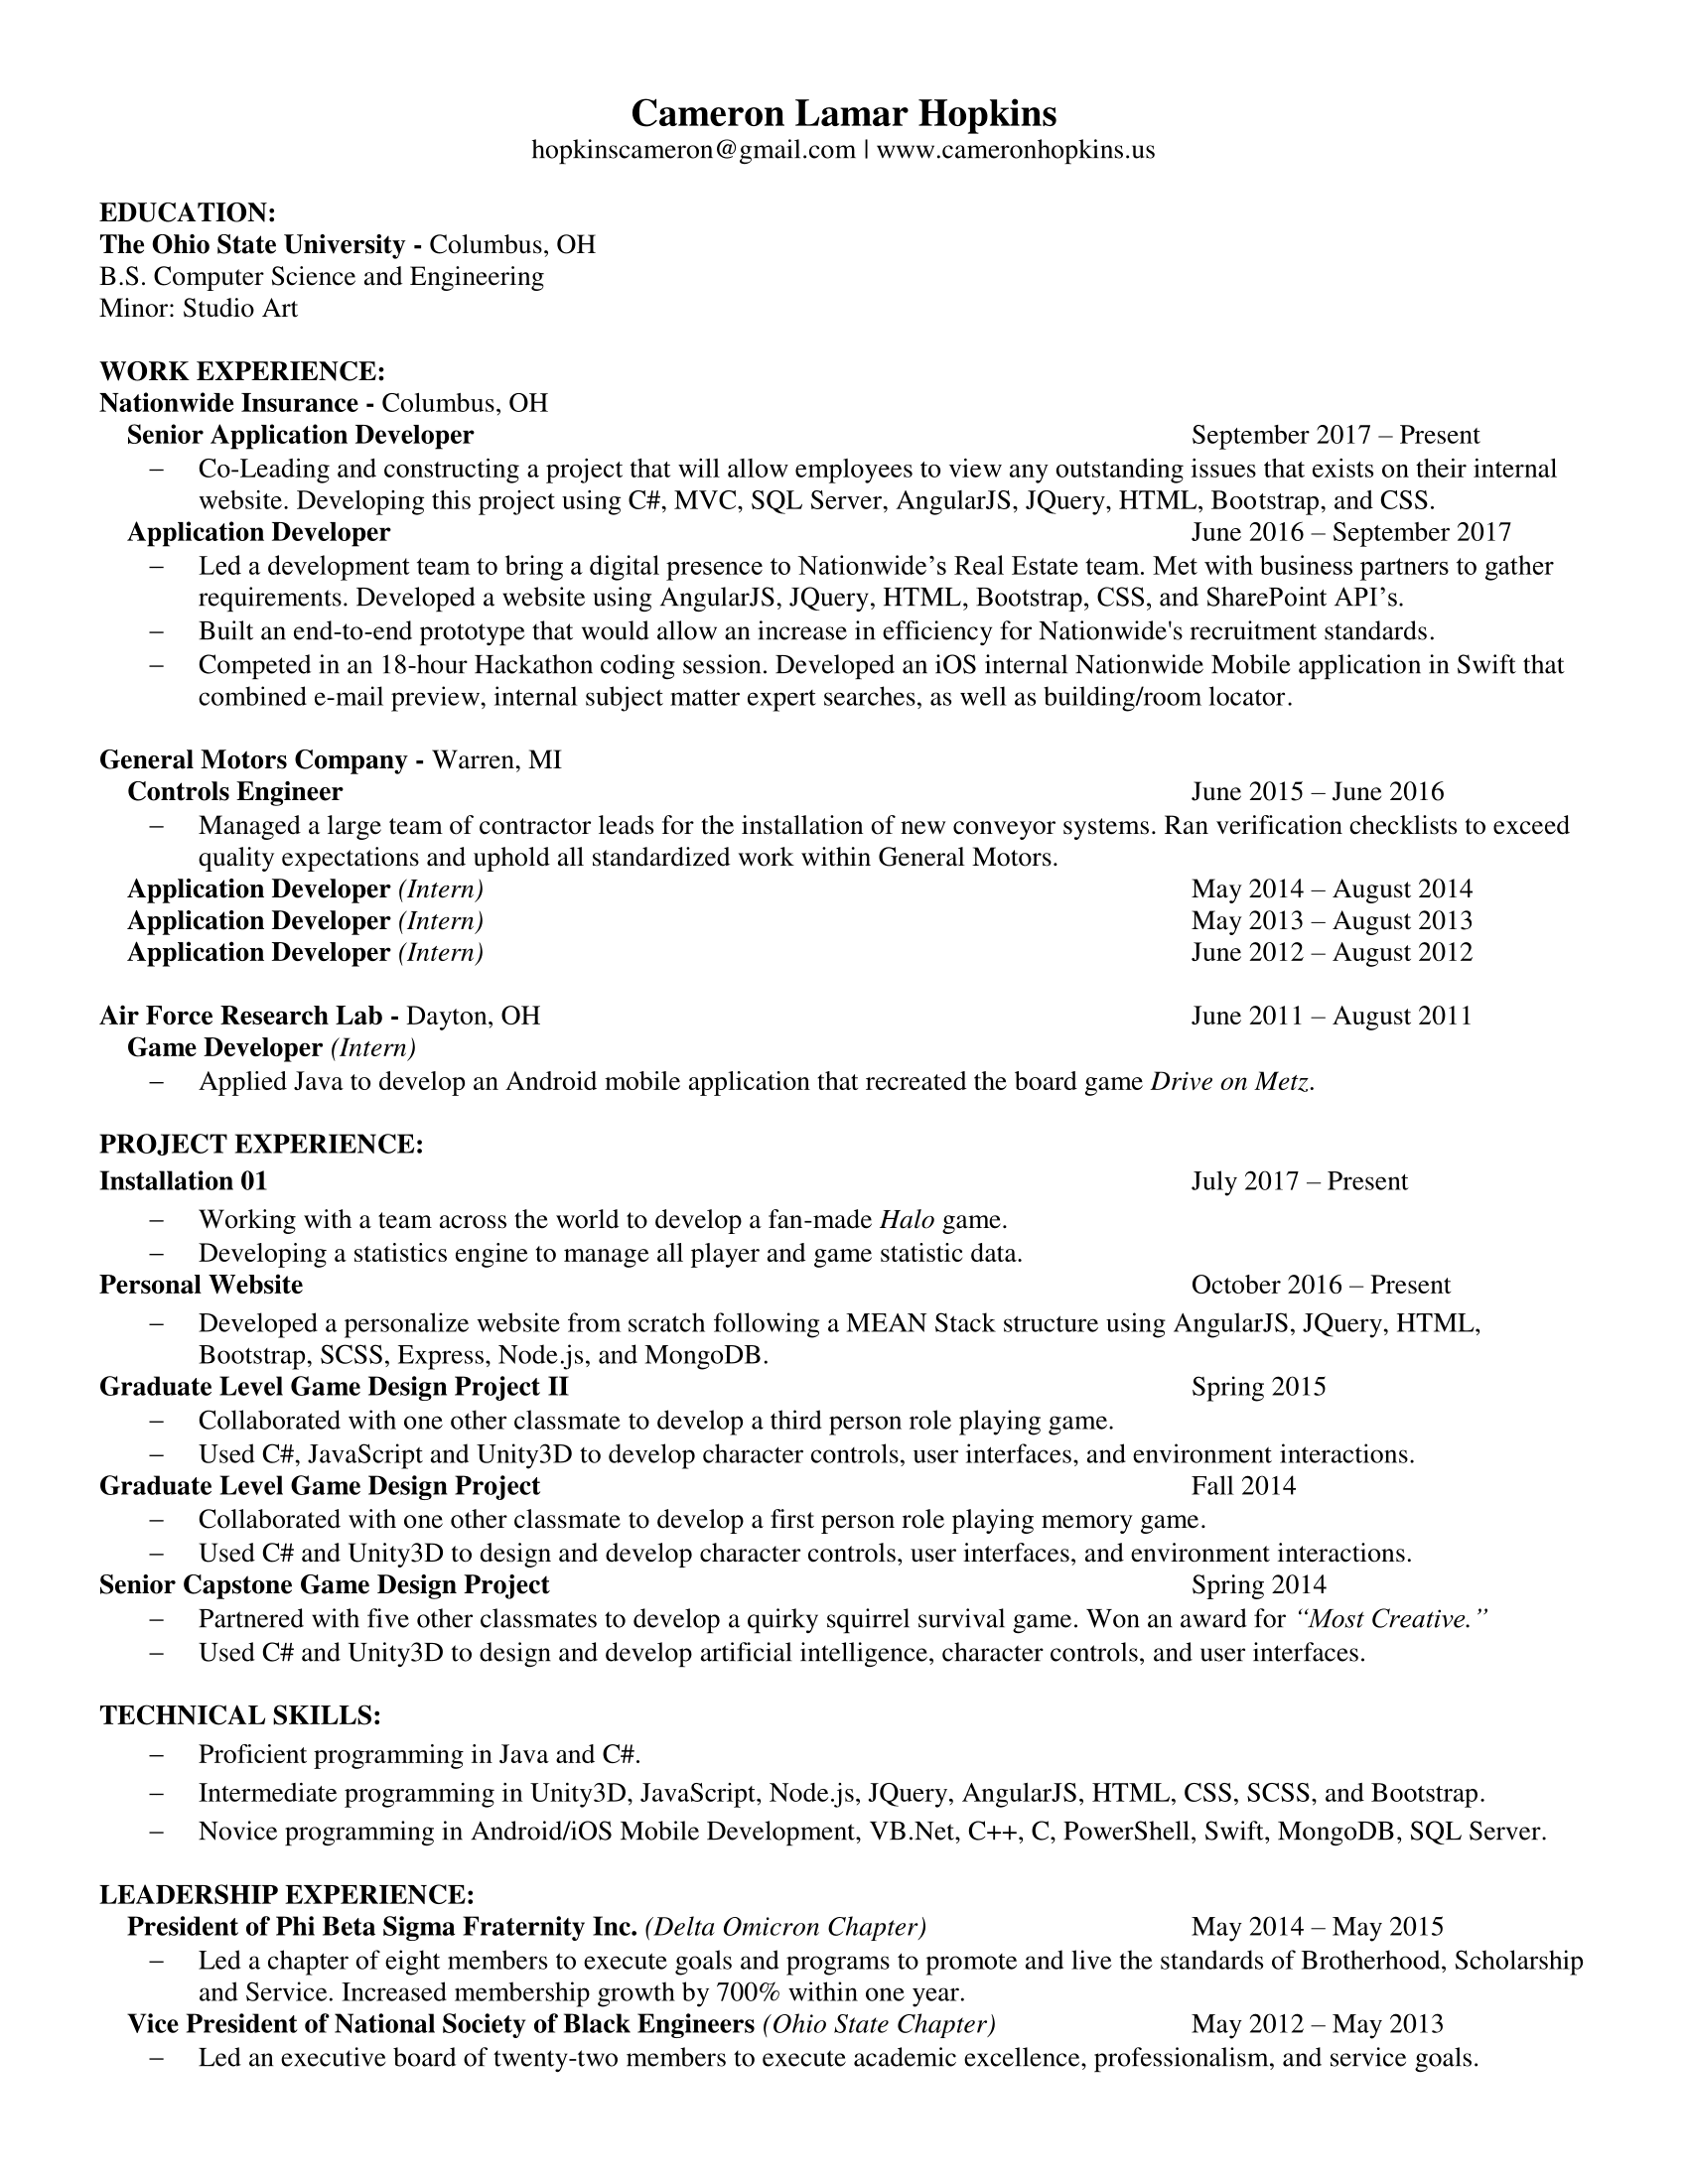 Cameron Lamar Hopkins
hopkinscameron@gmail.com | www.cameronhopkins.us
EDUCATION:
The Ohio State University - Columbus, OH
B.S. Computer Science and Engineering
Minor: Studio Art
WORK EXPERIENCE:
Nationwide Insurance - Columbus, OH
Senior Application Developer September 2017 – Present
– Co-Leading and constructing a project that will allow employees to view any outstanding issues that exists on their internal
website. Developing this project using C#, MVC, SQL Server, AngularJS, JQuery, HTML, Bootstrap, and CSS.
Application Developer June 2016 – September 2017
– Led a development team to bring a digital presence to Nationwide’s Real Estate team. Met with business partners to gather
requirements. Developed a website using AngularJS, JQuery, HTML, Bootstrap, CSS, and SharePoint API’s.
– Built an end-to-end prototype that would allow an increase in efficiency for Nationwide's recruitment standards.
– Competed in an 18-hour Hackathon coding session. Developed an iOS internal Nationwide Mobile application in Swift that
combined e-mail preview, internal subject matter expert searches, as well as building/room locator.
General Motors Company - Warren, MI
Controls Engineer June 2015 – June 2016
– Managed a large team of contractor leads for the installation of new conveyor systems. Ran verification checklists to exceed
quality expectations and uphold all standardized work within General Motors.
Application Developer (Intern) May 2014 – August 2014
Application Developer (Intern) May 2013 – August 2013
Application Developer (Intern) June 2012 – August 2012
Air Force Research Lab - Dayton, OH June 2011 – August 2011
Game Developer (Intern)
– Applied Java to develop an Android mobile application that recreated the board game Drive on Metz.
PROJECT EXPERIENCE:
Installation 01 July 2017 – Present
– Working with a team across the world to develop a fan-made Halo game.
– Developing a statistics engine to manage all player and game statistic data.
Personal Website October 2016 – Present
– Developed a personalize website from scratch following a MEAN Stack structure using AngularJS, JQuery, HTML,
Bootstrap, SCSS, Express, Node.js, and MongoDB.
Graduate Level Game Design Project II Spring 2015
– Collaborated with one other classmate to develop a third person role playing game.
– Used C#, JavaScript and Unity3D to develop character controls, user interfaces, and environment interactions.
Graduate Level Game Design Project Fall 2014
– Collaborated with one other classmate to develop a first person role playing memory game.
– Used C# and Unity3D to design and develop character controls, user interfaces, and environment interactions.
Senior Capstone Game Design Project Spring 2014
– Partnered with five other classmates to develop a quirky squirrel survival game. Won an award for “Most Creative.”
– Used C# and Unity3D to design and develop artificial intelligence, character controls, and user interfaces.
TECHNICAL SKILLS:
– Proficient programming in Java and C#.
– Intermediate programming in Unity3D, JavaScript, Node.js, JQuery, AngularJS, HTML, CSS, SCSS, and Bootstrap.
– Novice programming in Android/iOS Mobile Development, VB.Net, C++, C, PowerShell, Swift, MongoDB, SQL Server.
LEADERSHIP EXPERIENCE:
President of Phi Beta Sigma Fraternity Inc. (Delta Omicron Chapter) May 2014 – May 2015
– Led a chapter of eight members to execute goals and programs to promote and live the standards of Brotherhood, Scholarship
and Service. Increased membership growth by 700% within one year.
Vice President of National Society of Black Engineers (Ohio State Chapter) May 2012 – May 2013
– Led an executive board of twenty-two members to execute academic excellence, professionalism, and service goals.